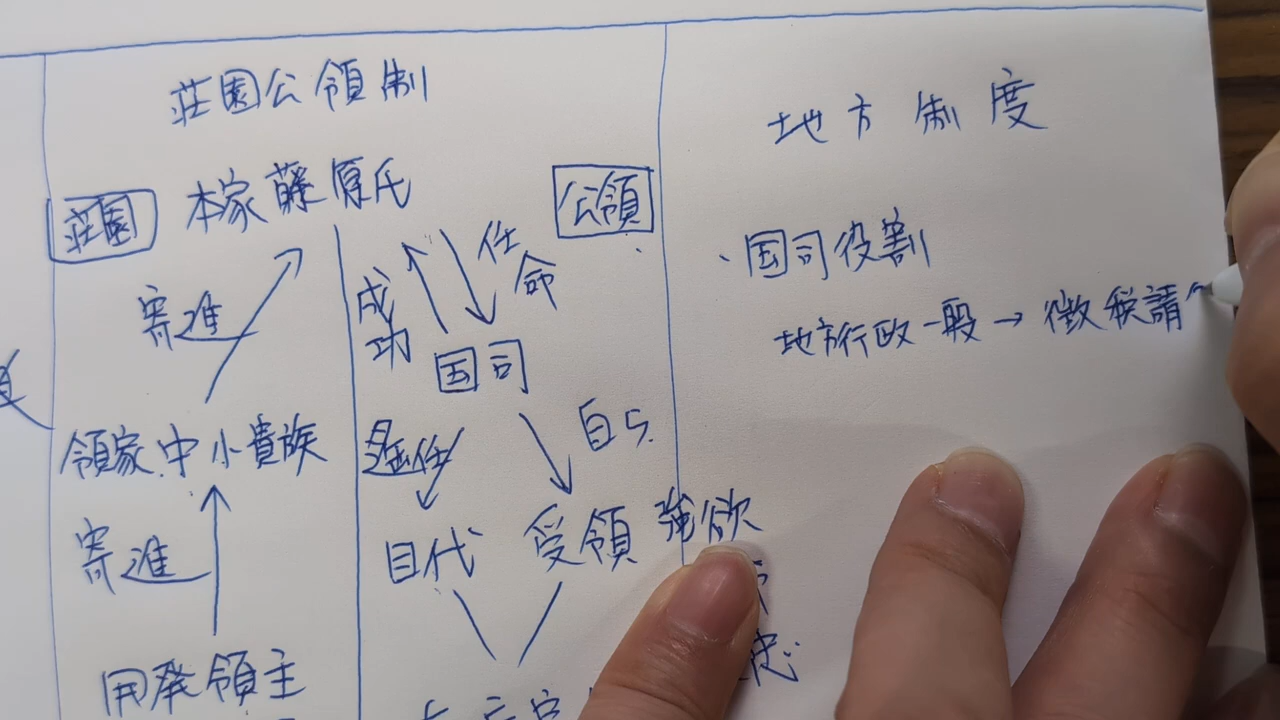 荘園公領制
荘園
本家藤原氏
公領
寄進
成功
任命
国司
領家 中小貴族
遥任
自ら
寄進
目代
受領 強欲
開発領主
地方制度
・国司役割
地方行政一般→徴税請